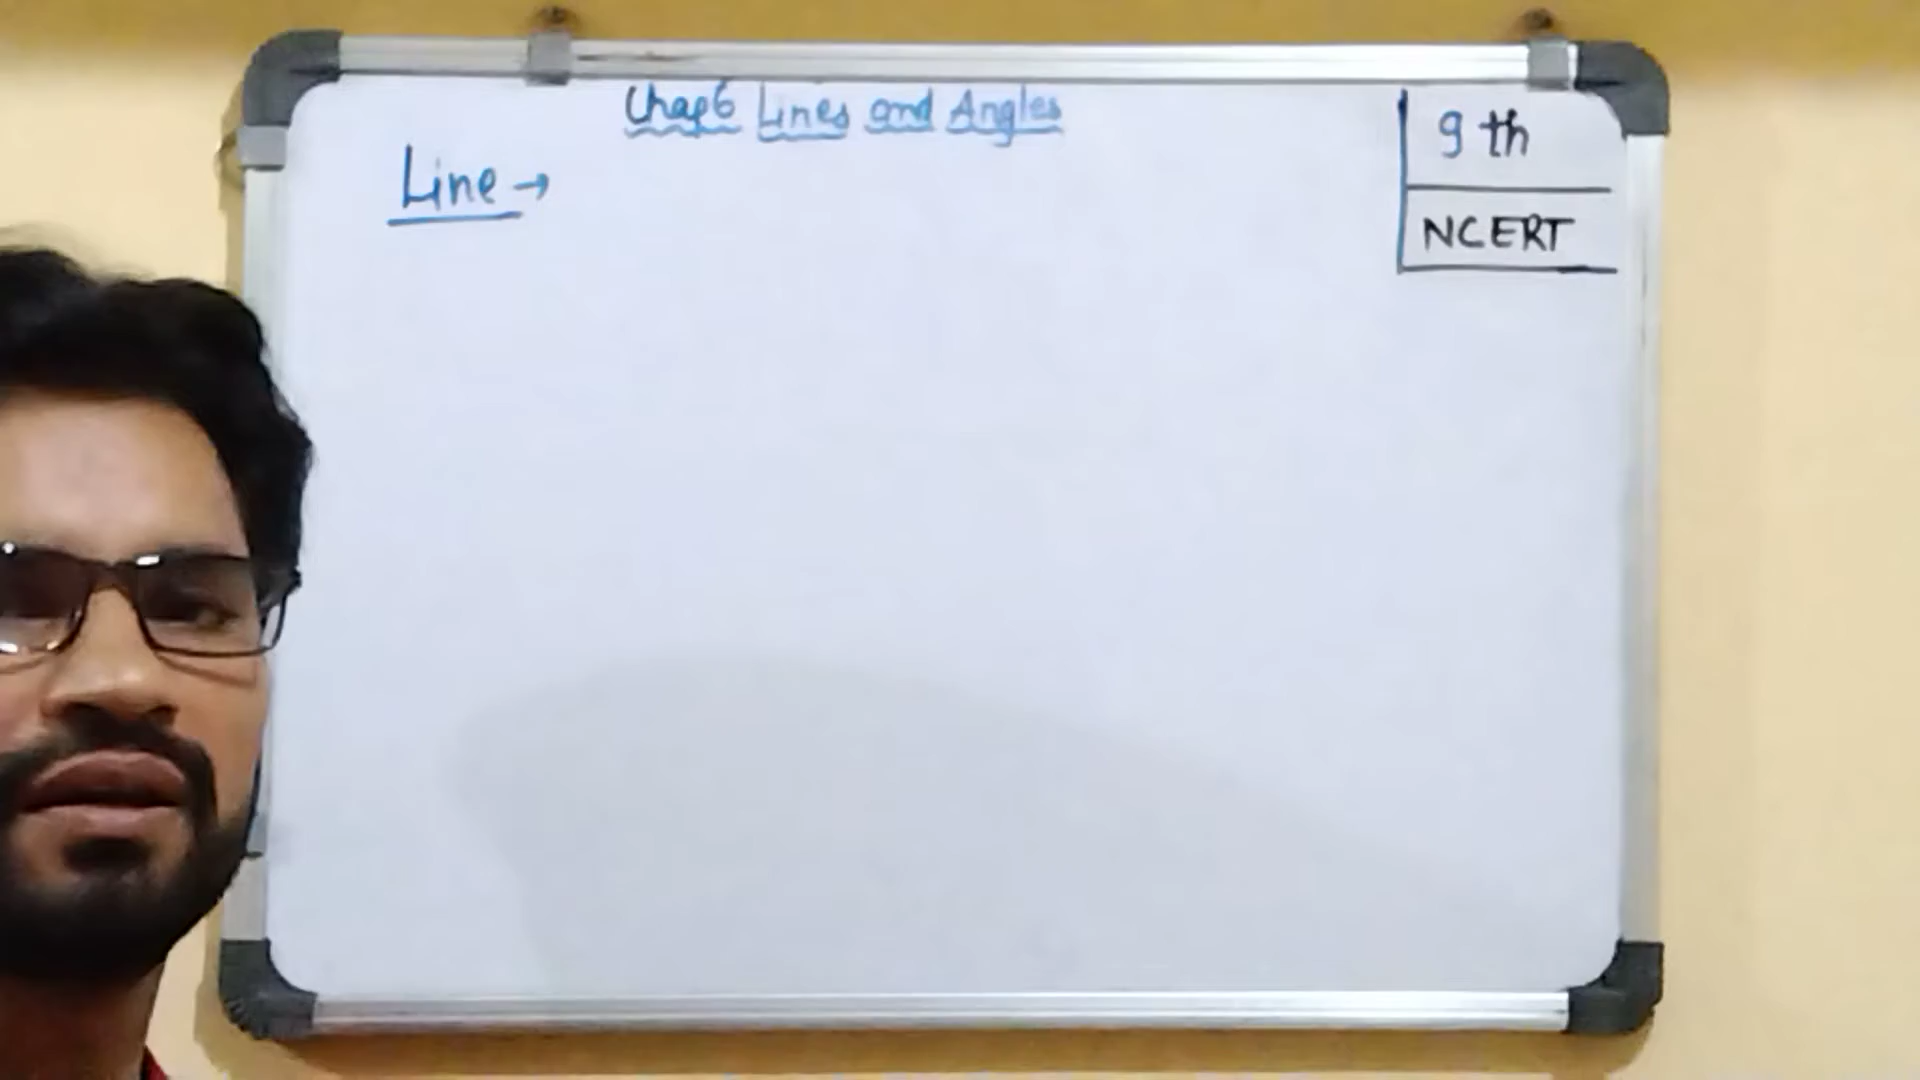 Chap6 Lines and Angles
Line →
9 th
NCERT